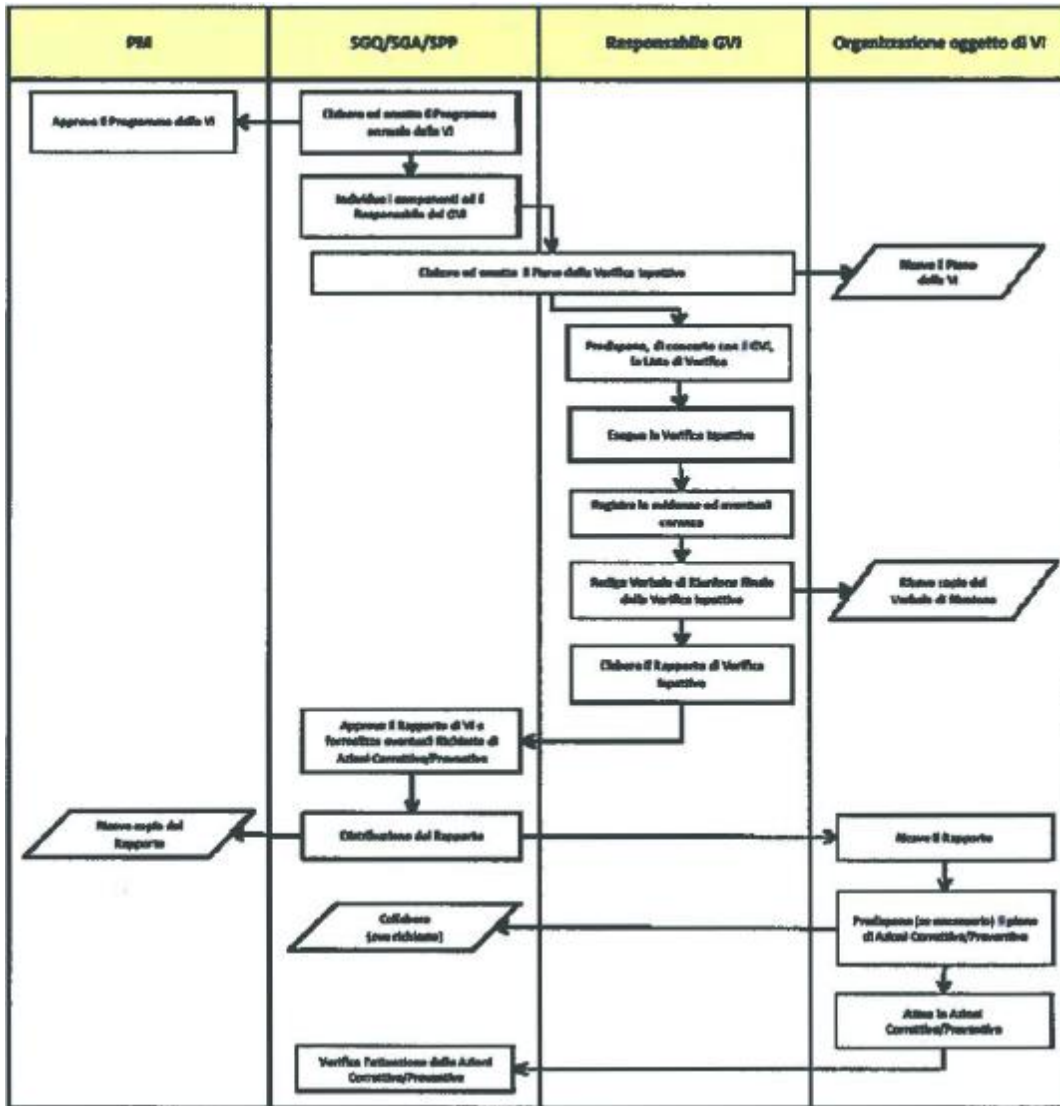 PM
SGQ/SGA/SPP
Responsabile GVI
Organizzazione oggetto di VI
Approva il Programma delle VI
Elabora ed emette il Programma
annuale delle VI
Individua i componenti ed il
Responsabile del GVI
Elabora ed emette il Piano della Verifica Ispettiva
Riceve il Piano
della VI
Predispone, di concerto con il GVI,
la Lista di Verifica
Esegue la Verifica Ispettiva
Registra le evidenze ed eventuali
carenze
Redige Verbale di Riunione Finale
della Verifica Ispettiva
Riceve copia del
Verbale di Riunione
Elabora il Rapporto di Verifica
Ispettiva
Approva il Rapporto di VI e
formalizza eventuali Richieste di
Azioni Correttive/Preventive
Riceve copia del
Rapporto
Distribuzione del Rapporto
Riceve il Rapporto
Collabora
(ove richiesto)
Predispone (se necessario) il piano
di Azioni Correttive/Preventive
Attua le Azioni
Correttive/Preventive
Verifica l'attuazione delle Azioni
Correttive/Preventive